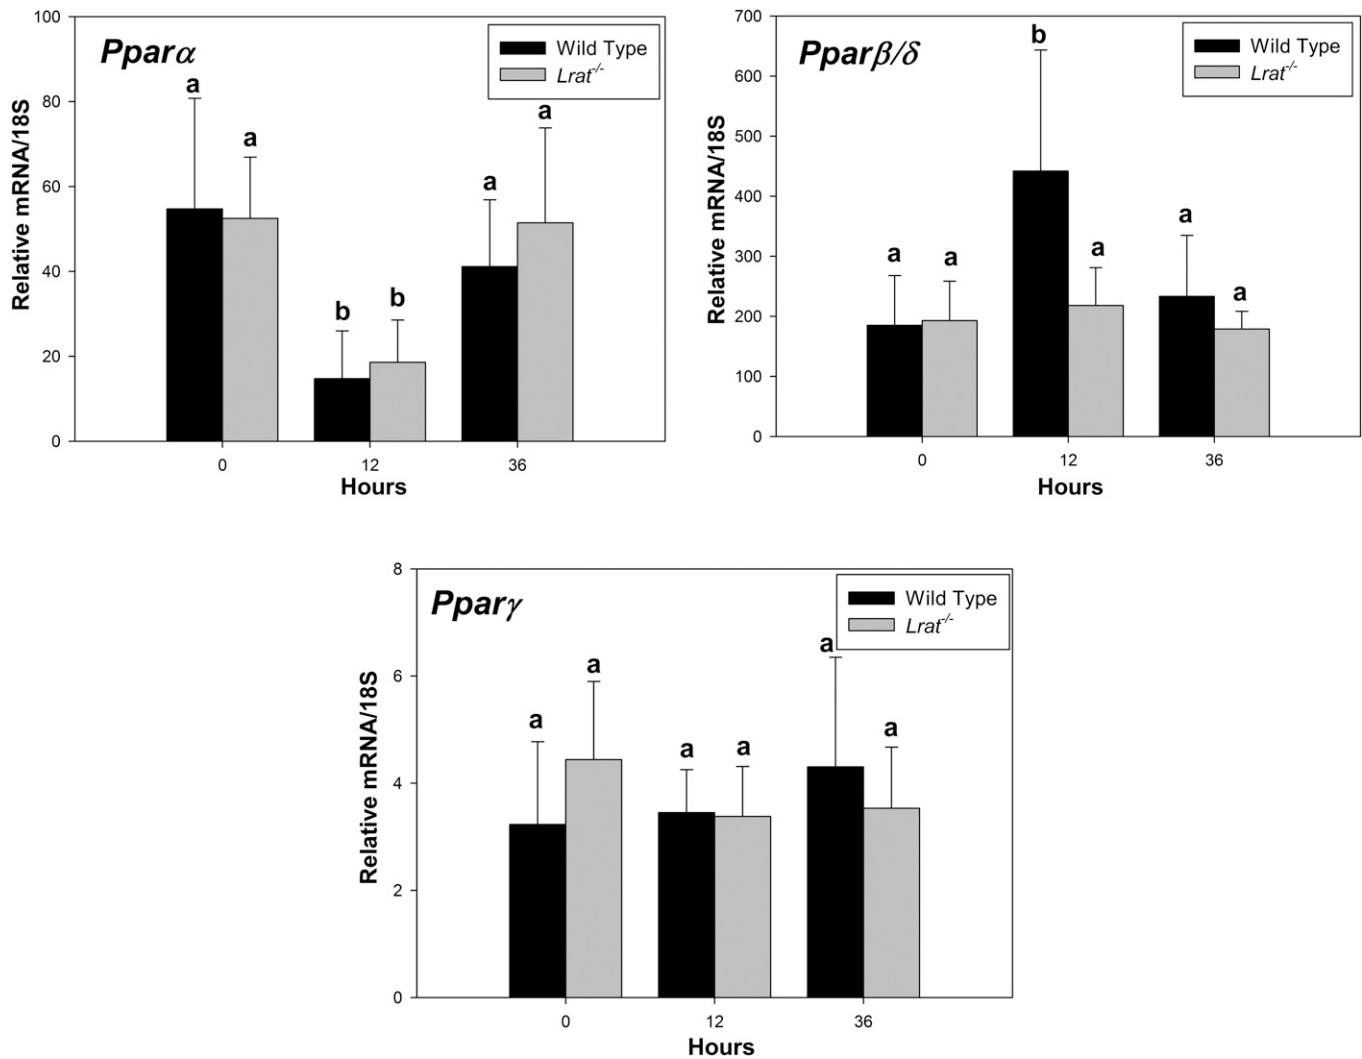 Pparα
Wild Type
Lrat-/-
Relative mRNA/18S
100
80
60
40
20
0
a
a
b
b
a
a
0
12
36
Hours
Pparβ/δ
Wild Type
Lrat-/-
Relative mRNA/18S
700
600
500
400
300
200
100
0
a
a
b
a
a
a
0
12
36
Hours
Pparγ
Wild Type
Lrat-/-
Relative mRNA/18S
8
6
4
2
0
a
a
a
a
a
a
0
12
36
Hours